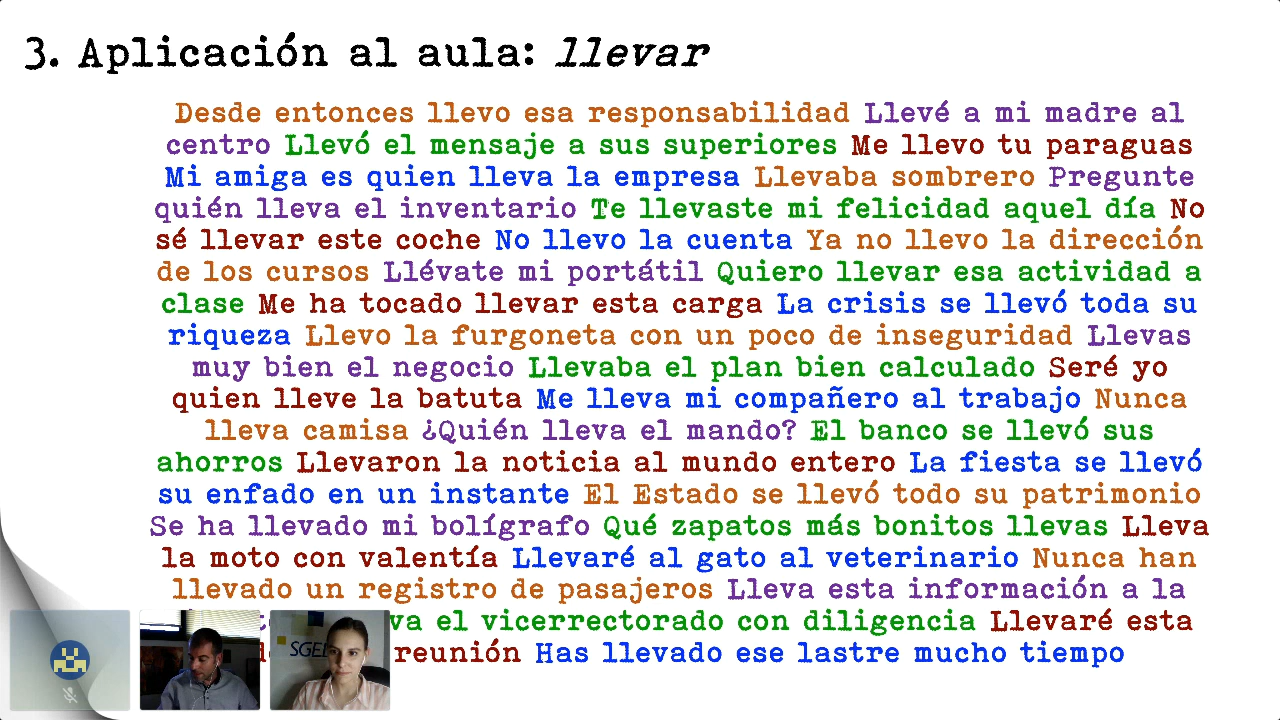 3. Aplicación al aula: llevar
Desde entonces llevo esa responsabilidad Llevé a mi madre al
centro Llevó el mensaje a sus superiores Me llevo tu paraguas
Mi amiga es quien lleva la empresa Llevaba sombrero Pregunte
quién lleva el inventario Te llevaste mi felicidad aquel día No
sé llevar este coche No llevo la cuenta Ya no llevo la dirección
de los cursos Llévate mi portátil Quiero llevar esa actividad a
clase Me ha tocado llevar esta carga La crisis se llevó toda su
riqueza Llevo la furgoneta con un poco de inseguridad Llevas
muy bien el negocio Llevaba el plan bien calculado Seré yo
quien lleve la batuta Me lleva mi compañero al trabajo Nunca
lleva camisa ¿Quién lleva el mando? El banco se llevó sus
ahorros Llevaron la noticia al mundo entero La fiesta se llevó
su enfado en un instante El Estado se llevó todo su patrimonio
Se ha llevado mi bolígrafo Qué zapatos más bonitos llevas Lleva
la moto con valentía Llevaré al gato al veterinario Nunca han
llevado un registro de pasajeros Lleva esta información a la
va el vicerrectorado con diligencia Llevaré esta
reunión Has llevado ese lastre mucho tiempo
SGEL